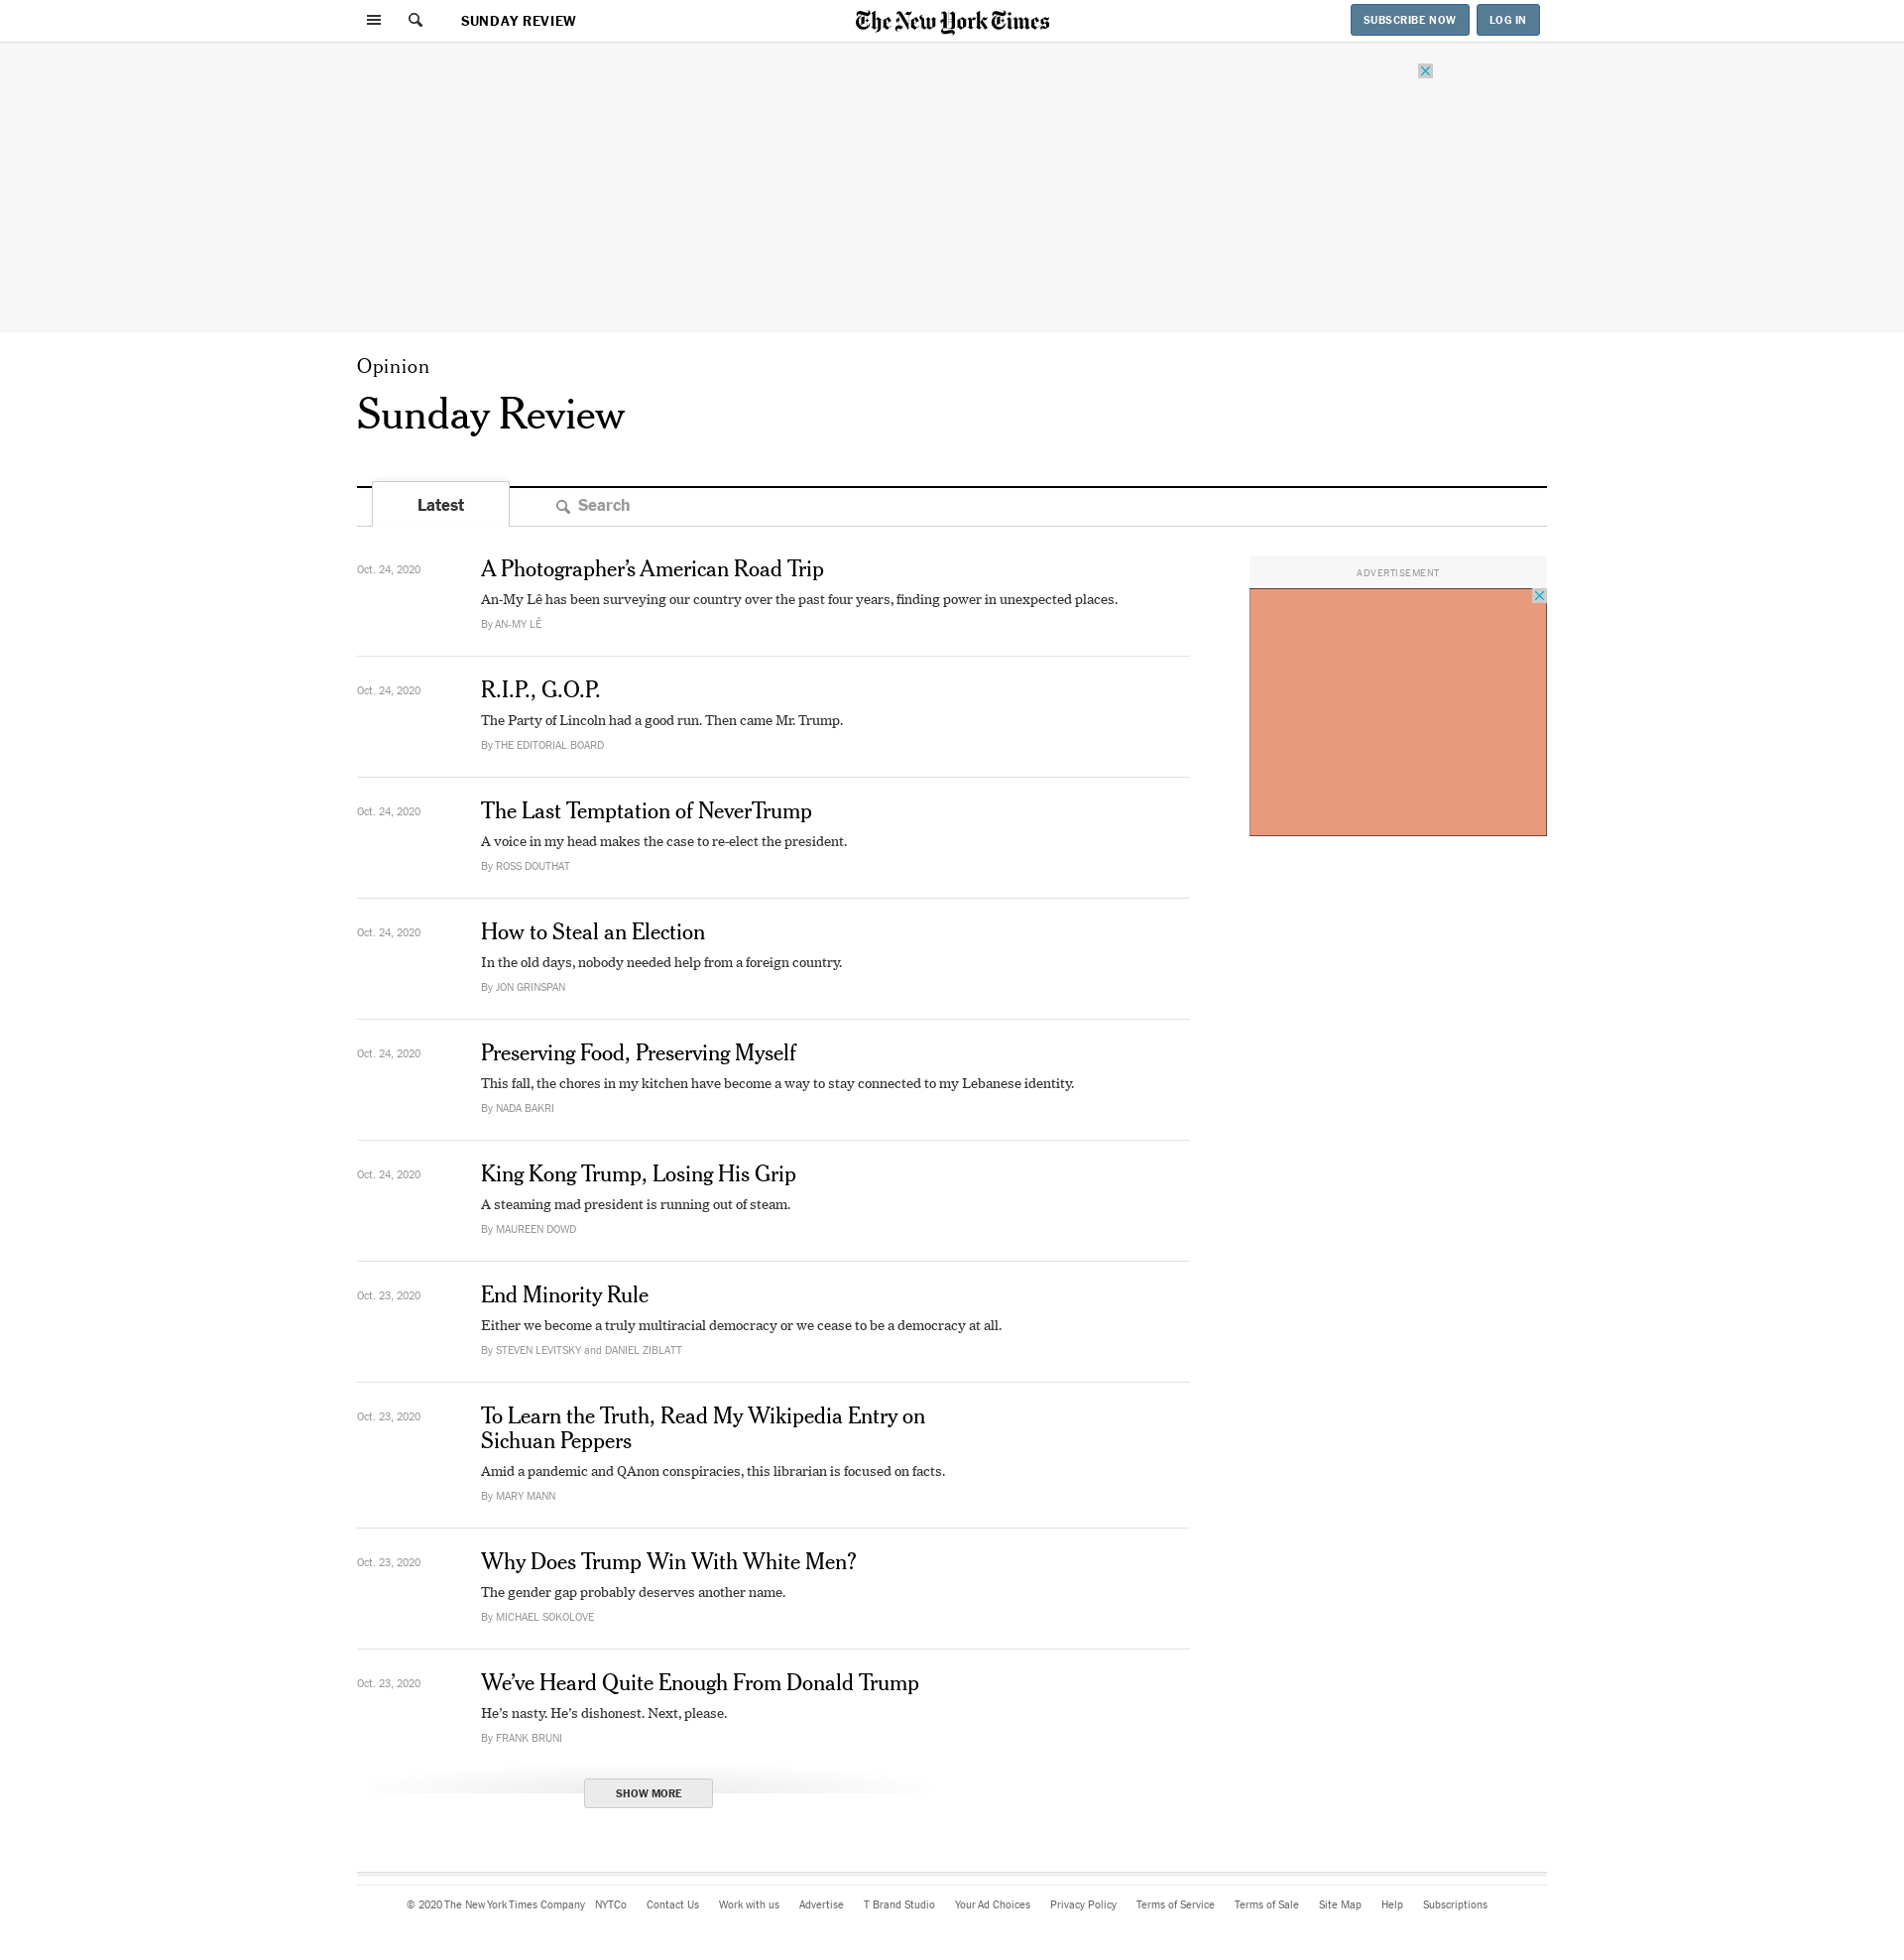 SUNDAY REVIEW
The New York Times
SUBSCRIBE NOW
LOG IN
Opinion
Sunday Review
Latest
Search
Oct. 24, 2020
A Photographer’s American Road Trip
An-My Lê has been surveying our country over the past four years, finding power in unexpected places.
By AN-MY LÊ
ADVERTISEMENT
Oct. 24, 2020
R.I.P., G.O.P.
The Party of Lincoln had a good run. Then came Mr. Trump.
By THE EDITORIAL BOARD
Oct. 24, 2020
The Last Temptation of NeverTrump
A voice in my head makes the case to re-elect the president.
By ROSS DOUTHAT
Oct. 24, 2020
How to Steal an Election
In the old days, nobody needed help from a foreign country.
By JON GRINSPAN
Oct. 24, 2020
Preserving Food, Preserving Myself
This fall, the chores in my kitchen have become a way to stay connected to my Lebanese identity.
By NADA BAKRI
Oct. 24, 2020
King Kong Trump, Losing His Grip
A steaming mad president is running out of steam.
By MAUREEN DOWD
Oct. 23, 2020
End Minority Rule
Either we become a truly multiracial democracy or we cease to be a democracy at all.
By STEVEN LEVITSKY and DANIEL ZIBLATT
Oct. 23, 2020
To Learn the Truth, Read My Wikipedia Entry on
Sichuan Peppers
Amid a pandemic and QAnon conspiracies, this librarian is focused on facts.
By MARY MANN
Oct. 23, 2020
Why Does Trump Win With White Men?
The gender gap probably deserves another name.
By MICHAEL SOKOLOVE
Oct. 23, 2020
We’ve Heard Quite Enough From Donald Trump
He’s nasty. He’s dishonest. Next, please.
By FRANK BRUNI
SHOW MORE
© 2020 The New York Times Company NYTCo Contact Us Work with us Advertise T Brand Studio Your Ad Choices Privacy Policy Terms of Service Terms of Sale Site Map Help Subscriptions